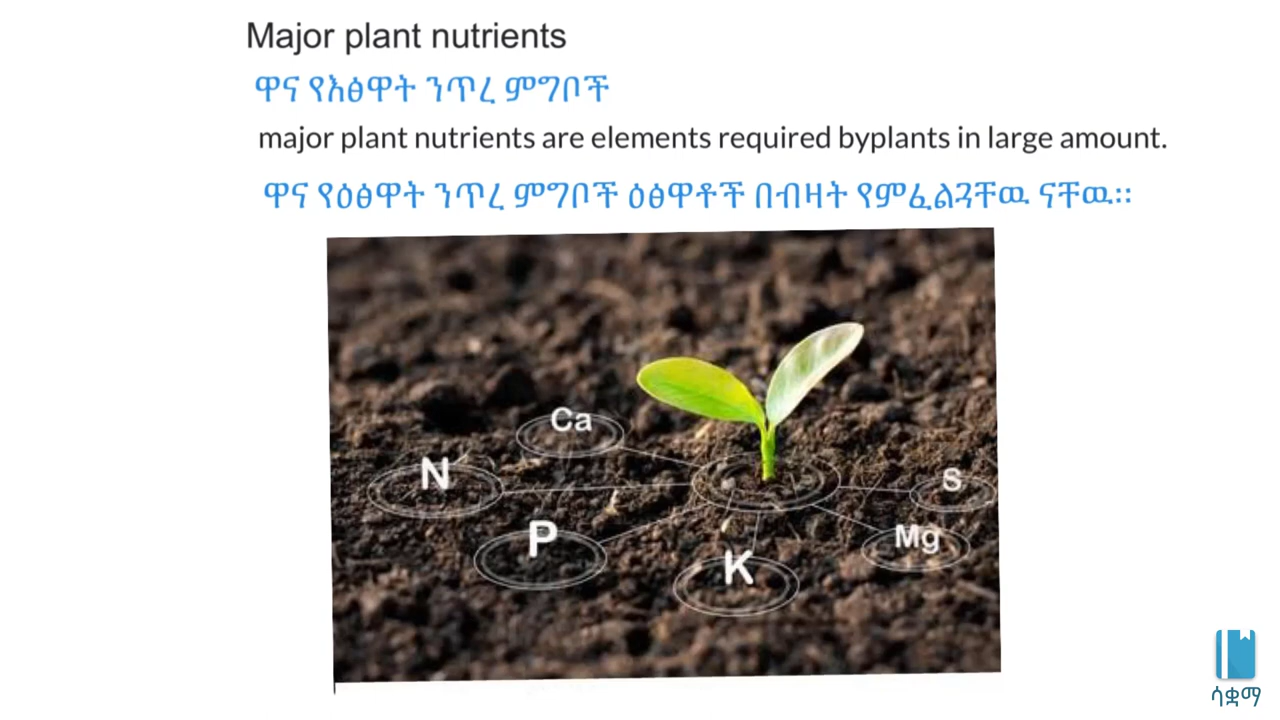 Major plant nutrients
ዋና የእፅዋት ንጥረ ምግቦች
major plant nutrients are elements required byplants in large amount.
ዋና የዕፅዋት ንጥረ ምግቦች ዕፅዋቶች በብዛት የምፈልጓቸዉ ናቸዉ፡፡
Ca
N
S
P
Mg
K
ሳቋማ